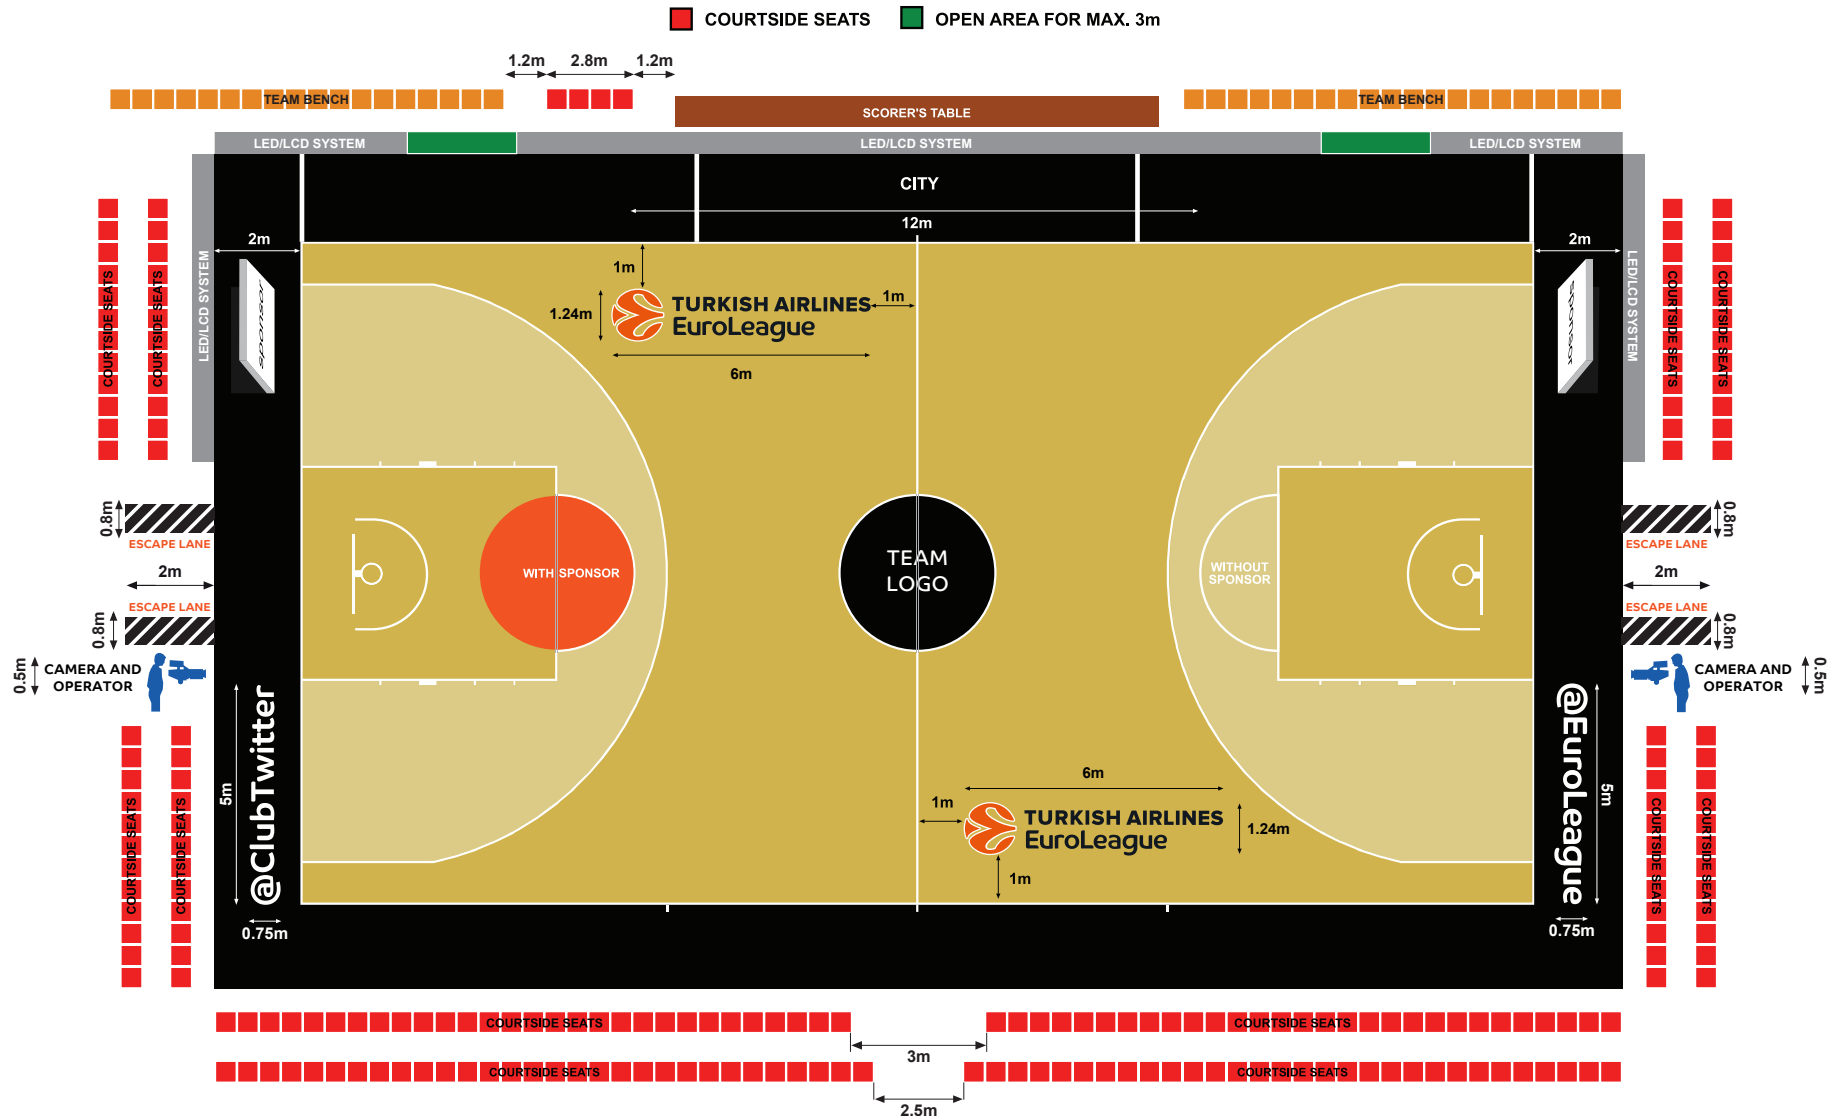 COURTSIDE SEATS
OPEN AREA FOR MAX. 3m
1.2m
2.8m
1.2m
TEAM BENCH
TEAM BENCH
SCORER'S TABLE
LED/LCD SYSTEM
LED/LCD SYSTEM
LED/LCD SYSTEM
CITY
12m
2m
2m
LED/LCD SYSTEM
LED/LCD SYSTEM
COURTSIDE SEATS
COURTSIDE SEATS
COURTSIDE SEATS
COURTSIDE SEATS
sponsor
sponsor
1m
1.24m
TURKISH AIRLINES
EuroLeague
1m
6m
0.8m
ESCAPE LANE
2m
ESCAPE LANE
0.8m
0.8m
ESCAPE LANE
2m
ESCAPE LANE
0.8m
WITH SPONSOR
TEAM
LOGO
WITHOUT
SPONSOR
0.5m
CAMERA AND
OPERATOR
CAMERA AND
OPERATOR
0.5m
@ClubTwitter
5m
0.75m
@EuroLeague
5m
0.75m
6m
1m
TURKISH AIRLINES
EuroLeague
1.24m
1m
COURTSIDE SEATS
COURTSIDE SEATS
COURTSIDE SEATS
COURTSIDE SEATS
COURTSIDE SEATS
COURTSIDE SEATS
3m
COURTSIDE SEATS
COURTSIDE SEATS
2.5m